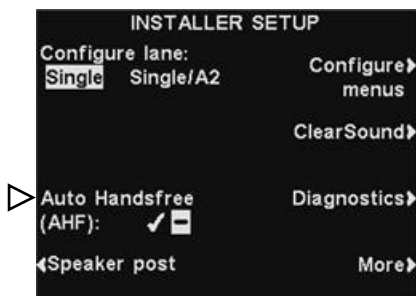 INSTALLER SETUP
Configure lane:
Single Single/A2
Configure
menus
ClearSound
Auto Handsfree
(AHF): ✓ -
Diagnostics
Speaker post
More